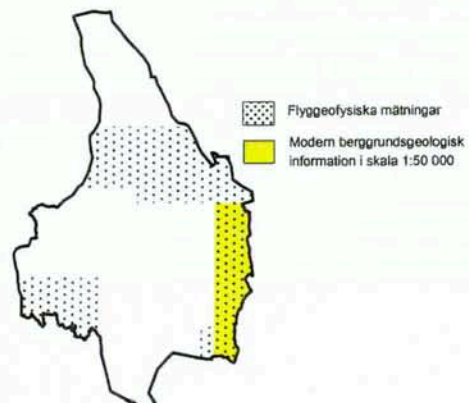 Flyggeofysiska mätningar
Modern berggrundsgeologisk
information i skala 1:50 000